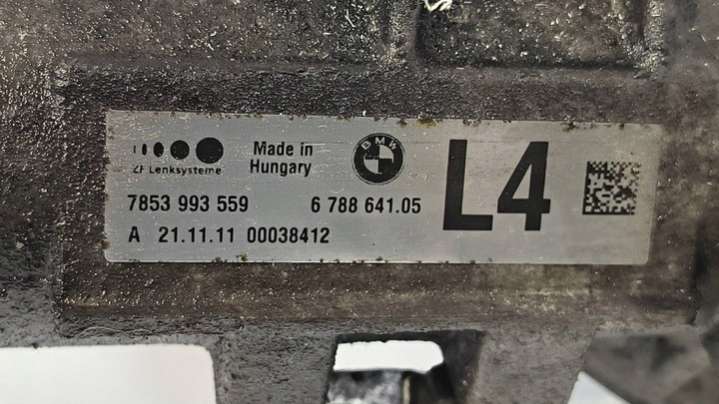 ZF Lenksysteme
Made in
Hungary
BMW
L4
7853 993 559
6 788 641.05
A 21.11.11 00038412